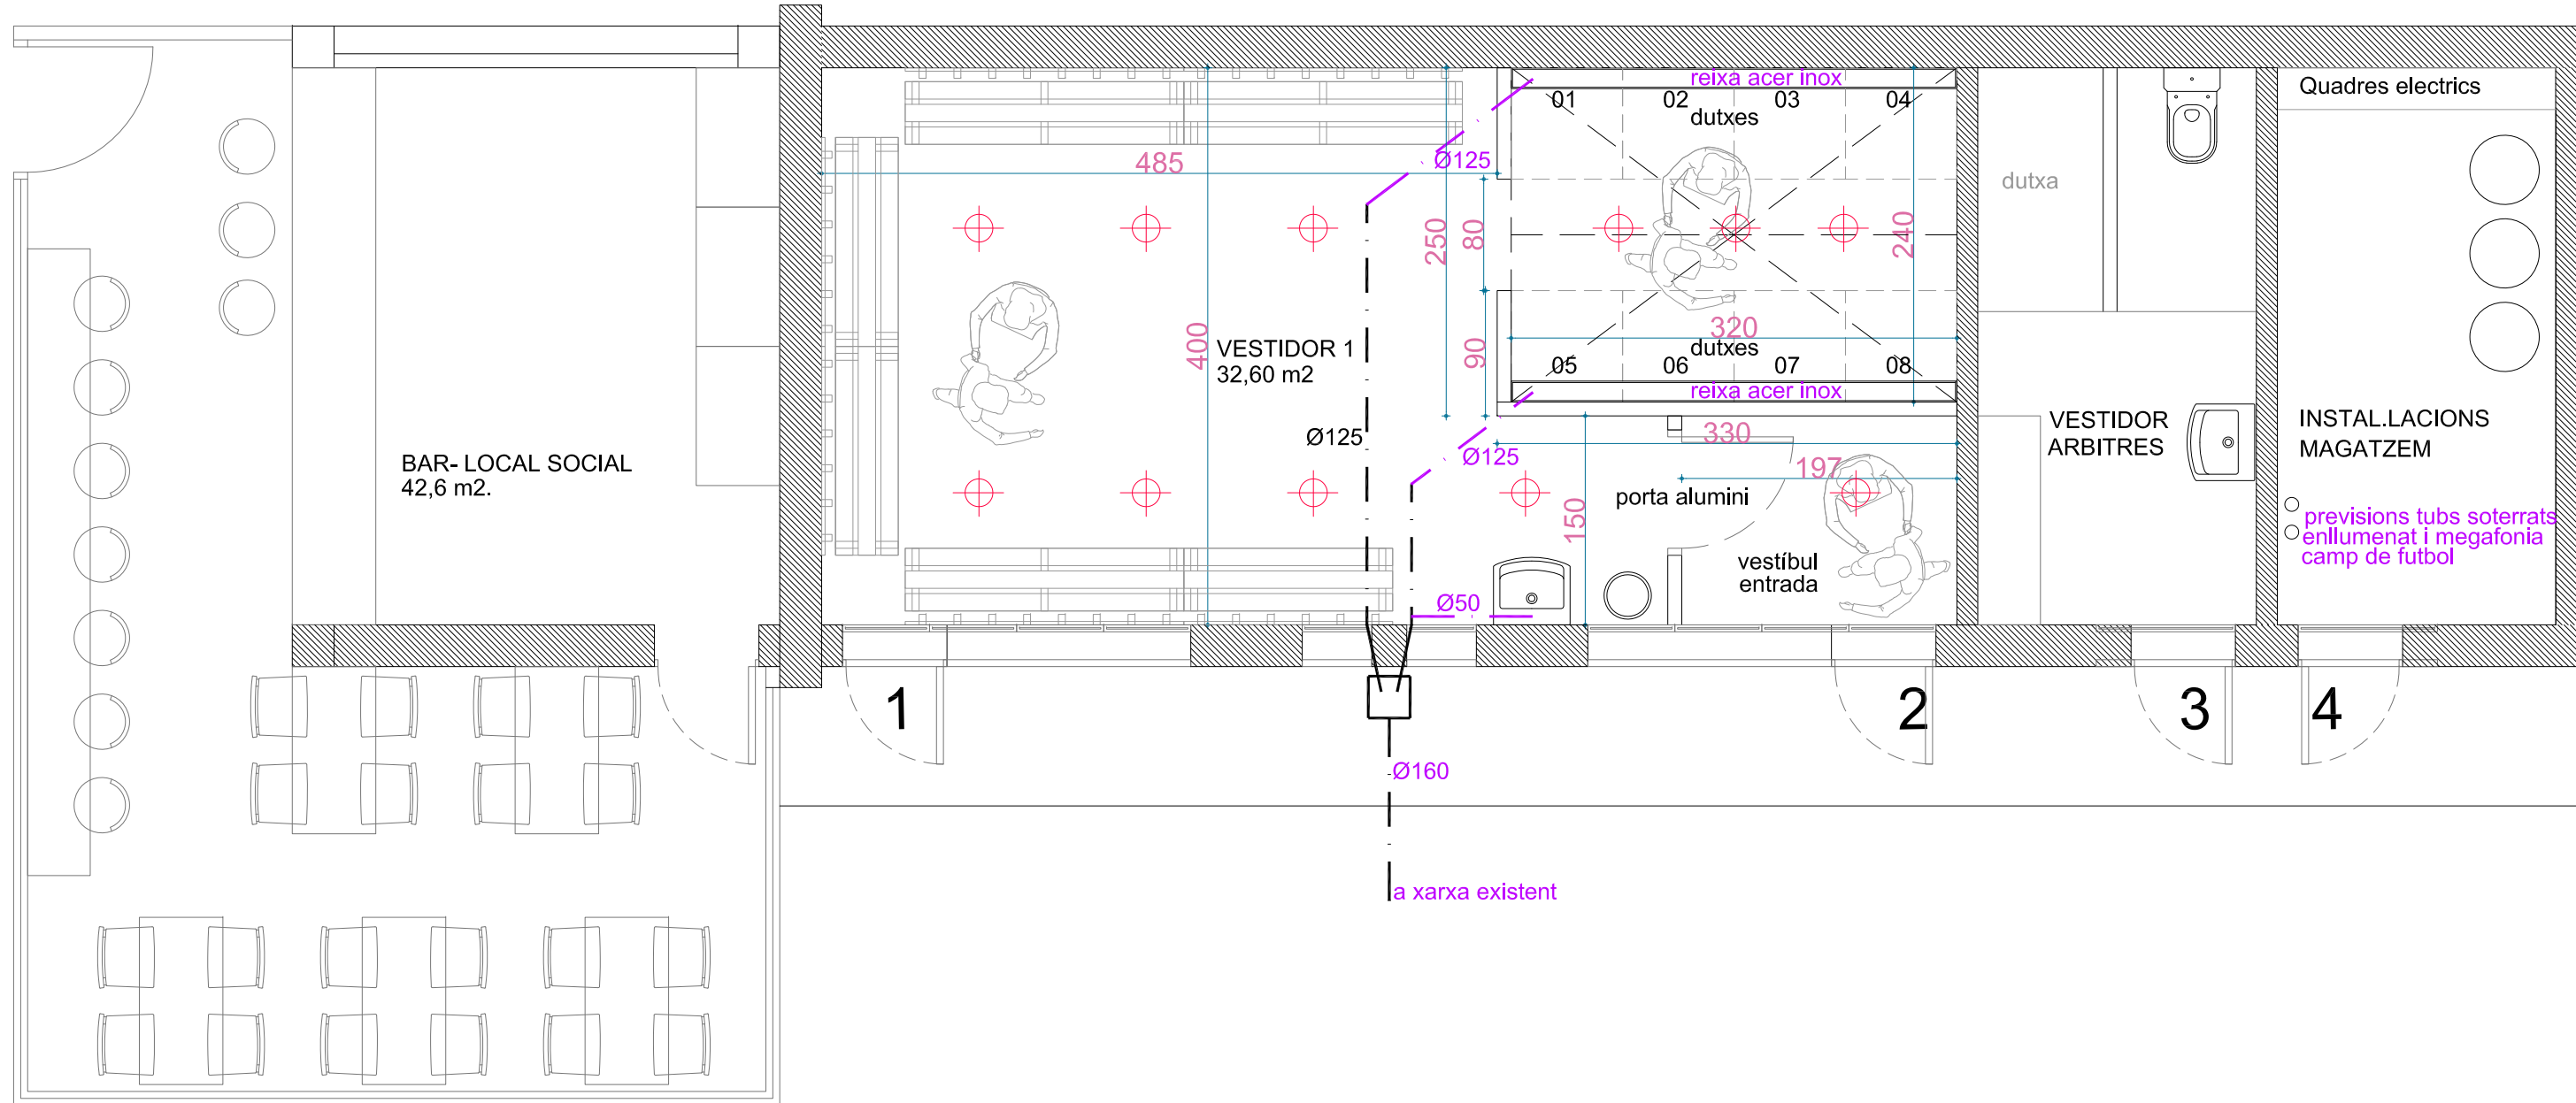 reixa acer inox
01 02 03 04
dutxes
Quadres electrics
485
Ø125
dutxa
250
80
240
400
VESTIDOR 1
32,60 m2
320
dutxes
90
05 06 07 08
reixa acer inox
Ø125
330
Ø125
197
porta alumini
150
BAR- LOCAL SOCIAL
42,6 m2.
VESTIDOR
ARBITRES
INSTAL.LACIONS
MAGATZEM
previsions tubs soterrats
enllumenat i megafonia
camp de futbol
vestíbul
entrada
Ø50
1
2
3
4
Ø160
a xarxa existent